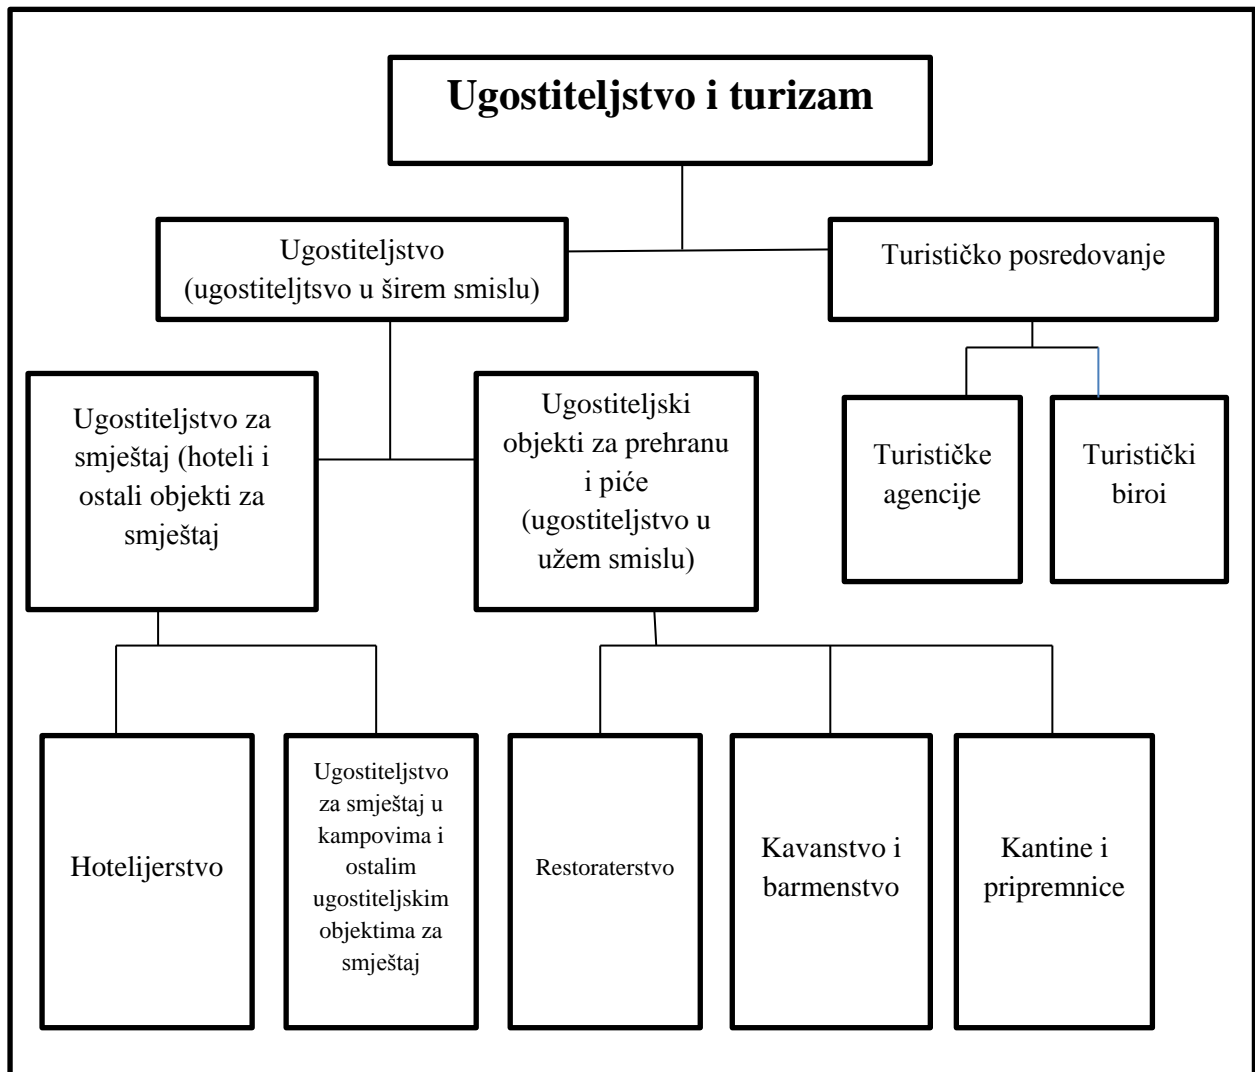 Ugostiteljstvo i turizam
Ugostiteljstvo
(ugostiteljtsvo u širem smislu)
Turističko posredovanje
Ugostiteljstvo za
smještaj (hoteli i
ostali objekti za
smještaj
Ugostiteljski
objekti za prehranu
i piće
(ugostiteljstvo u
užem smislu)
Turističke
agencije
Turistički
biroi
Hotelijerstvo
Ugostiteljstvo
za smještaj u
kampovima i
ostalim
ugostiteljskim
objektima za
smještaj
Restoraterstvo
Kavanstvo i
barmenstvo
Kantine i
pripremnice